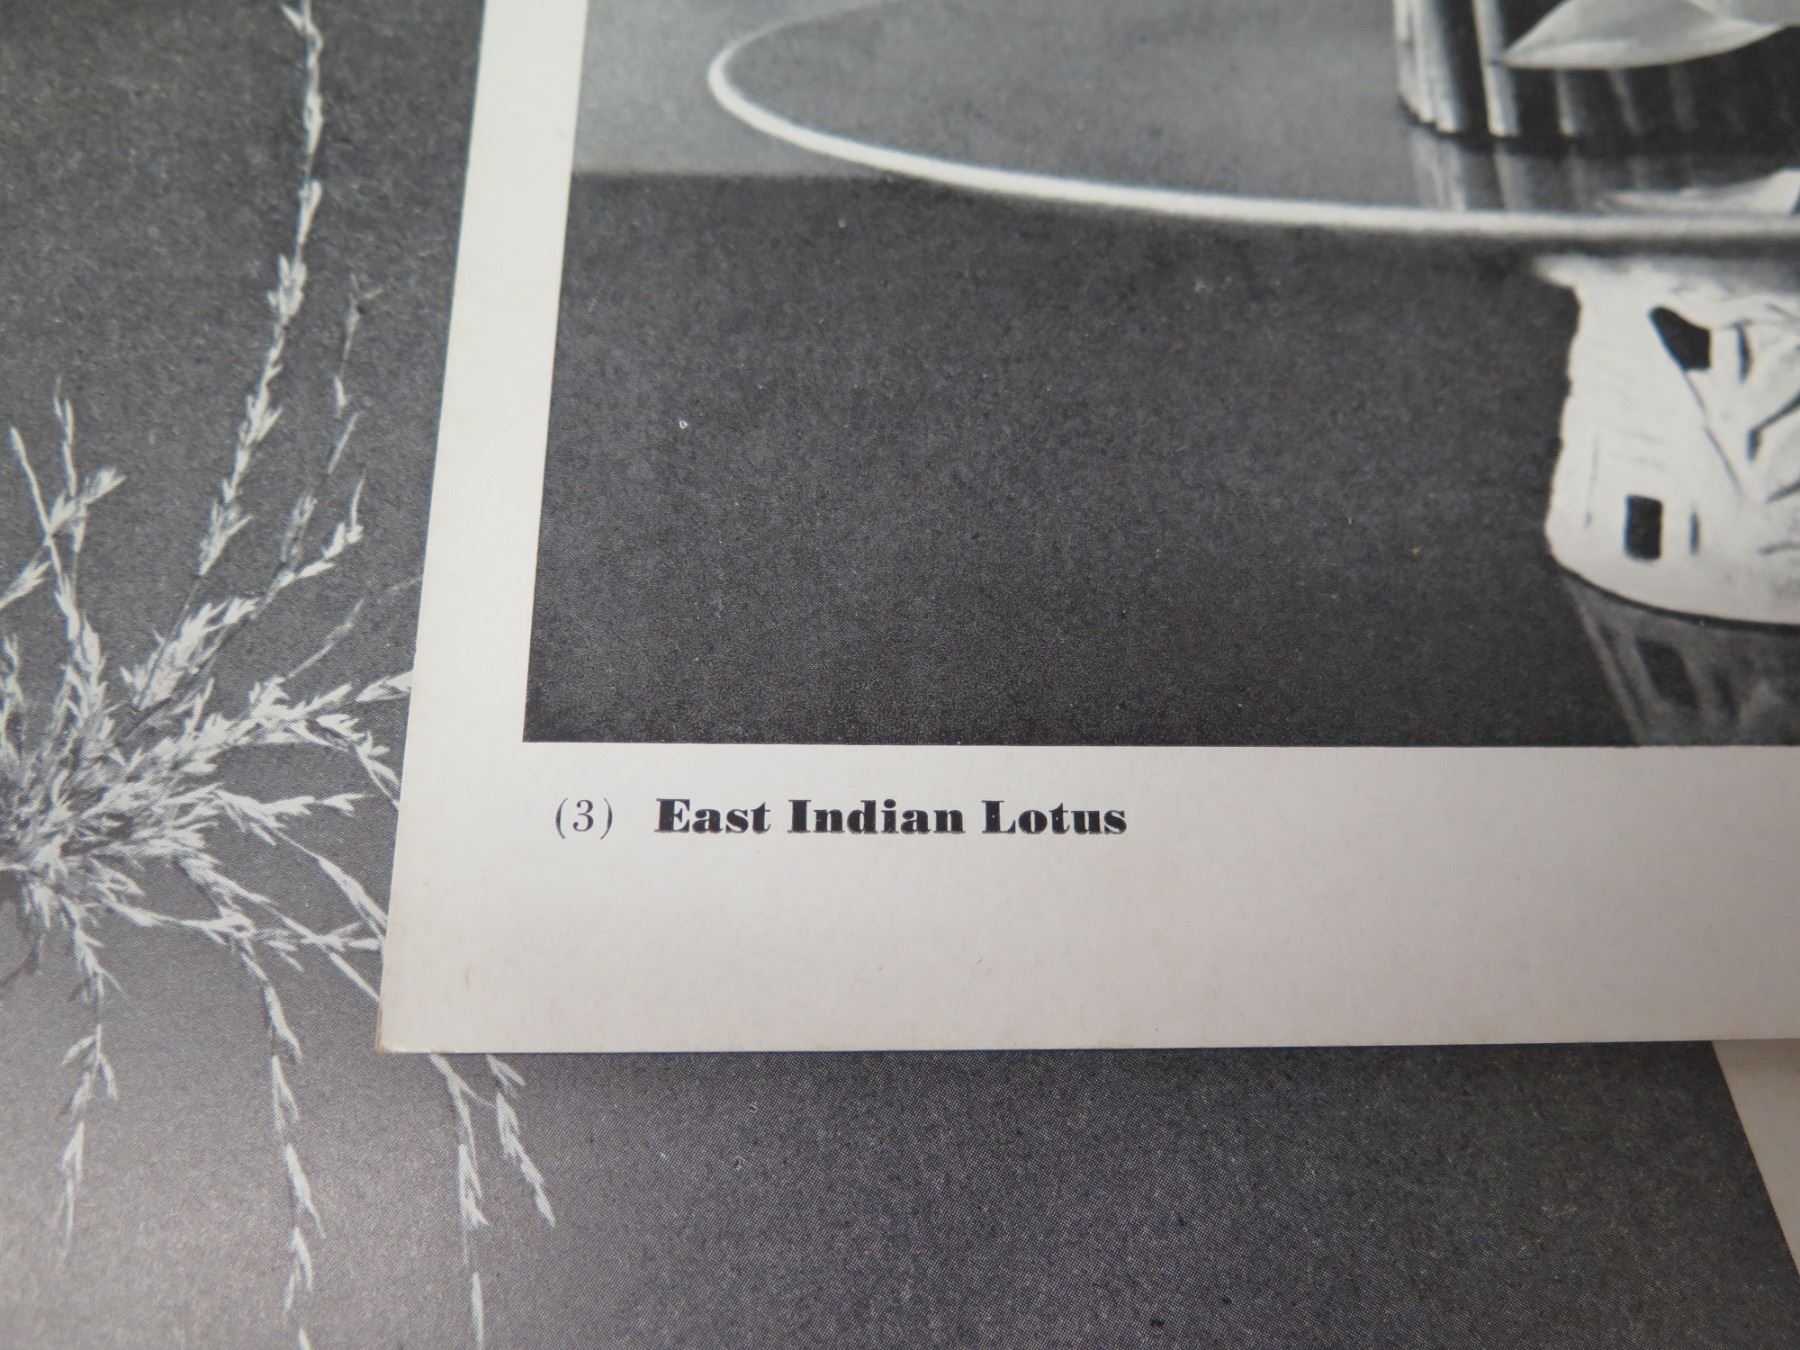 (3) East Indian Lotus